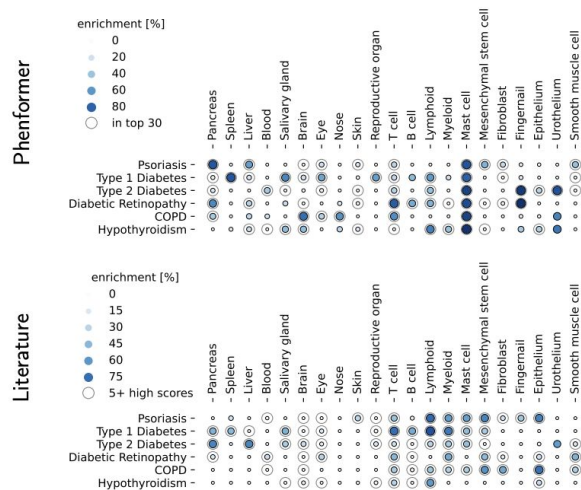 Phenformer
enrichment [%]
0
20
40
60
80
in top 30
Pancreas
Spleen
Liver
Blood
Salivary gland
Brain
Eye
Nose
Skin
Reproductive organ
T cell
B cell
Lymphoid
Myeloid
Mast cell
Mesenchymal stem cell
Fibroblast
Fingernail
Epithelium
Urothelium
Smooth muscle cell
Psoriasis
Type 1 Diabetes
Type 2 Diabetes
Diabetic Retinopathy
COPD
Hypothyroidism
Literature
enrichment [%]
0
15
30
45
60
75
5+ high scores
Pancreas
Spleen
Liver
Blood
Salivary gland
Brain
Eye
Nose
Skin
Reproductive organ
T cell
B cell
Lymphoid
Myeloid
Mast cell
Mesenchymal stem cell
Fibroblast
Fingernail
Epithelium
Urothelium
Smooth muscle cell
Psoriasis
Type 1 Diabetes
Type 2 Diabetes
Diabetic Retinopathy
COPD
Hypothyroidism